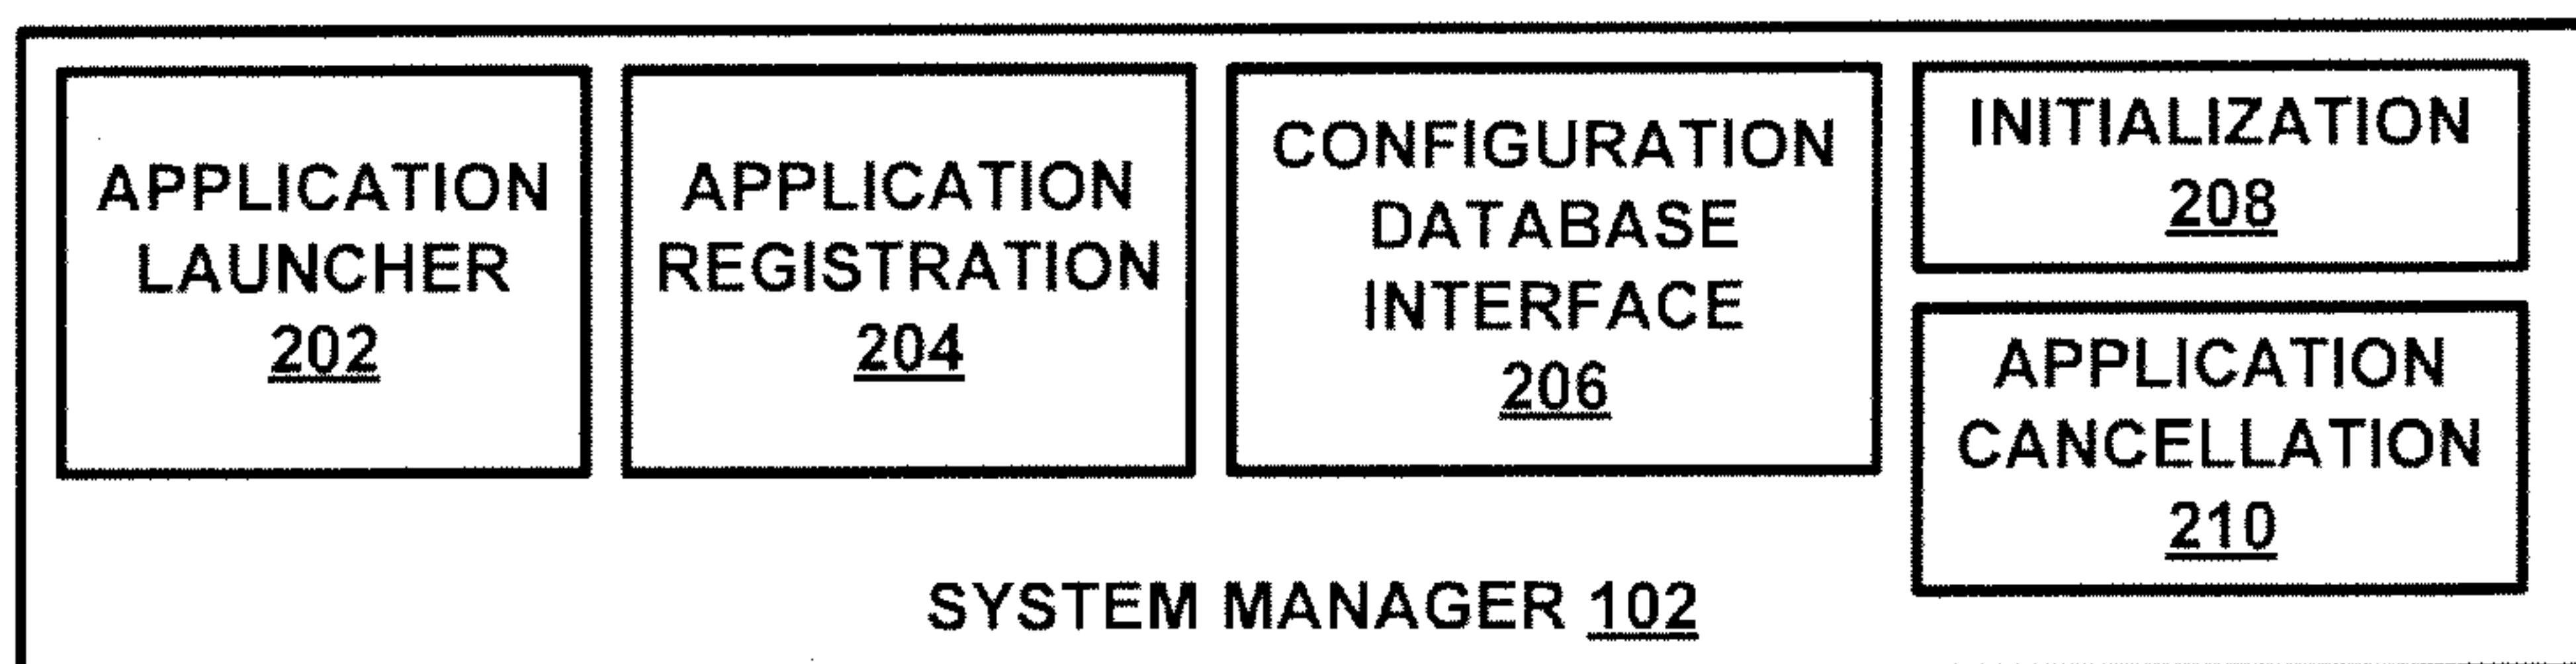 APPLICATION
LAUNCHER
202
APPLICATION
REGISTRATION
204
CONFIGURATION
DATABASE
INTERFACE
206
INITIALIZATION
208
APPLICATION
CANCELLATION
210
SYSTEM MANAGER 102